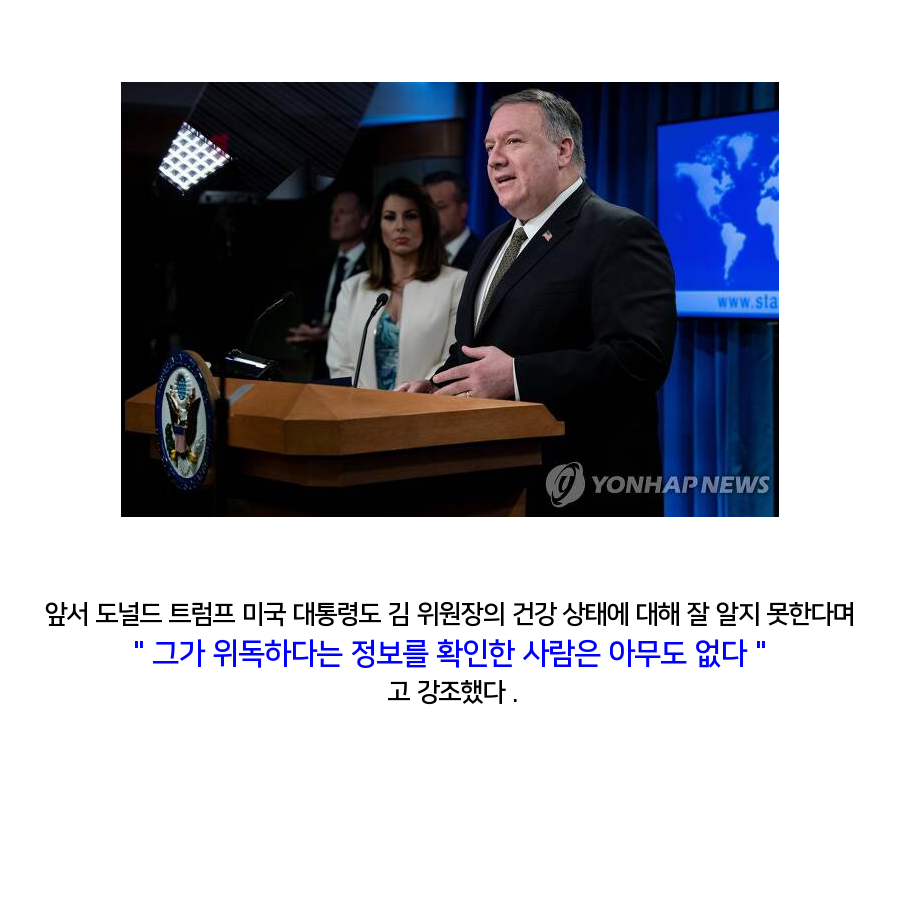 www.sta
YONHAP NEWS
앞서 도널드 트럼프 미국 대통령도 김 위원장의 건강 상태에 대해 잘 알지 못한다며
" 그가 위독하다는 정보를 확인한 사람은 아무도 없다 "
고 강조했다 .